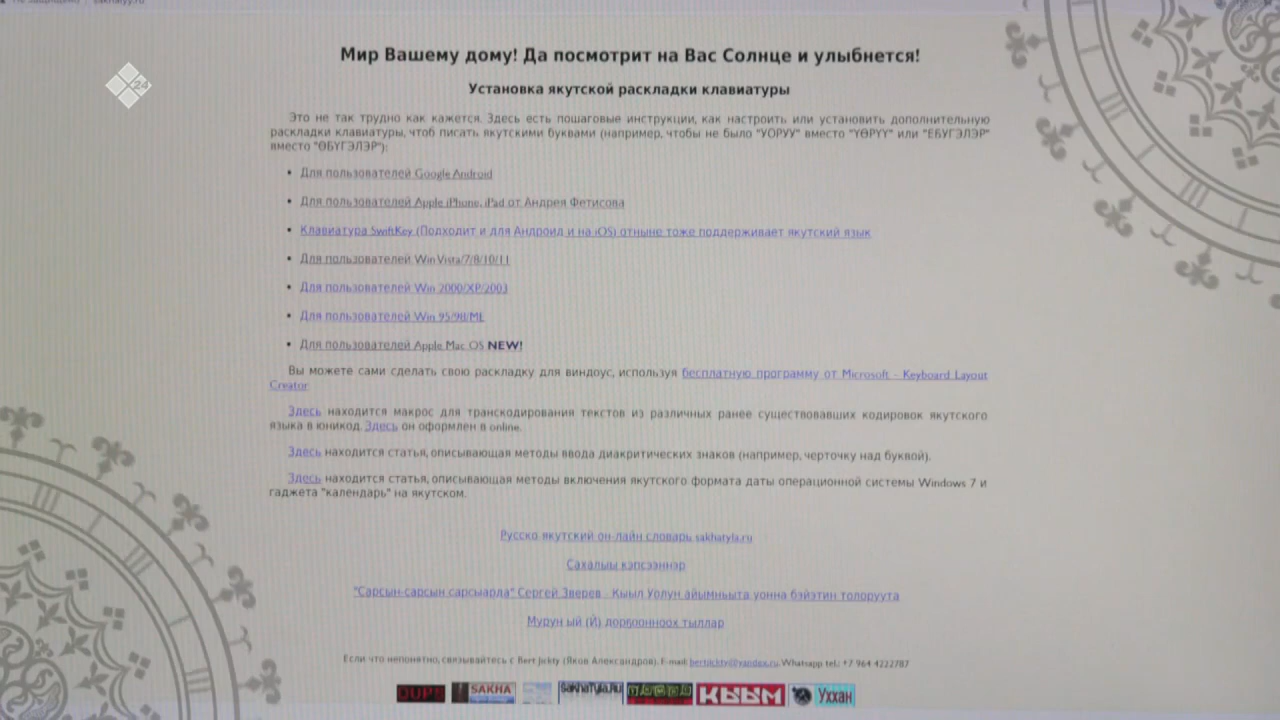 24
Мир Вашему дому! Да посмотрит на Вас Солнце и улыбнется!
Установка якутской раскладки клавиатуры
Это не так трудно как кажется. Здесь есть пошаговые инструкции, как настроить или установить дополнительную
раскладки клавиатуры, чтоб писать якутскими буквами (например, чтобы не было "УОРУУ" вместо "ҮӨРҮҮ" или "ЕБУГЭЛЭР"
вместо "ӨБҮГЭЛЭР"):
• Для пользователей Google Android
• Для пользователей Apple iPhone, iPad от Андрея Фетисова
• Клавиатура SwiftKey (Подходит и для Андроид и на iOS) отныне тоже поддерживает якутский язык
• Для пользователей Win Vista/7/8/10/11
• Для пользователей Win 2000/XP/2003
• Для пользователей Win 95/98/ME
• Для пользователей Apple Mac OS NEW!
Вы можете сами сделать свою раскладку для виндоус, используя бесплатную программу от Microsoft - Keyboard Layout
Creator
Здесь находится макрос для транскодирования текстов из различных ранее существовавших кодировок якутского
языка в юникод. Здесь он оформлен в online.
Здесь находится статья, описывающая методы ввода диакритических знаков (например, черточку над буквой).
Здесь находится статья, описывающая методы включения якутского формата даты операционной системы Windows 7 и
гаджета "календарь" на якутском.
Русско-якутский он-лайн словарь sakhatyla.ru
Сахалыы кэпсээннэр
"Сарсын-сарсын сарсыарда" Сергей Зверев - Кыыл Уолун айымньыта уонна бэйэтин толоруута
Мурун ый (Й) дорҕоонноох тыллар
Если что непонятно, связывайтесь с Bert Jickty (Яков Александров). E-mail: bertjickty@yandex.ru. Whatsapp tel.: +7 964 4222787
SAKHA SakhaTyla.Ru КЫЫМ Уххан